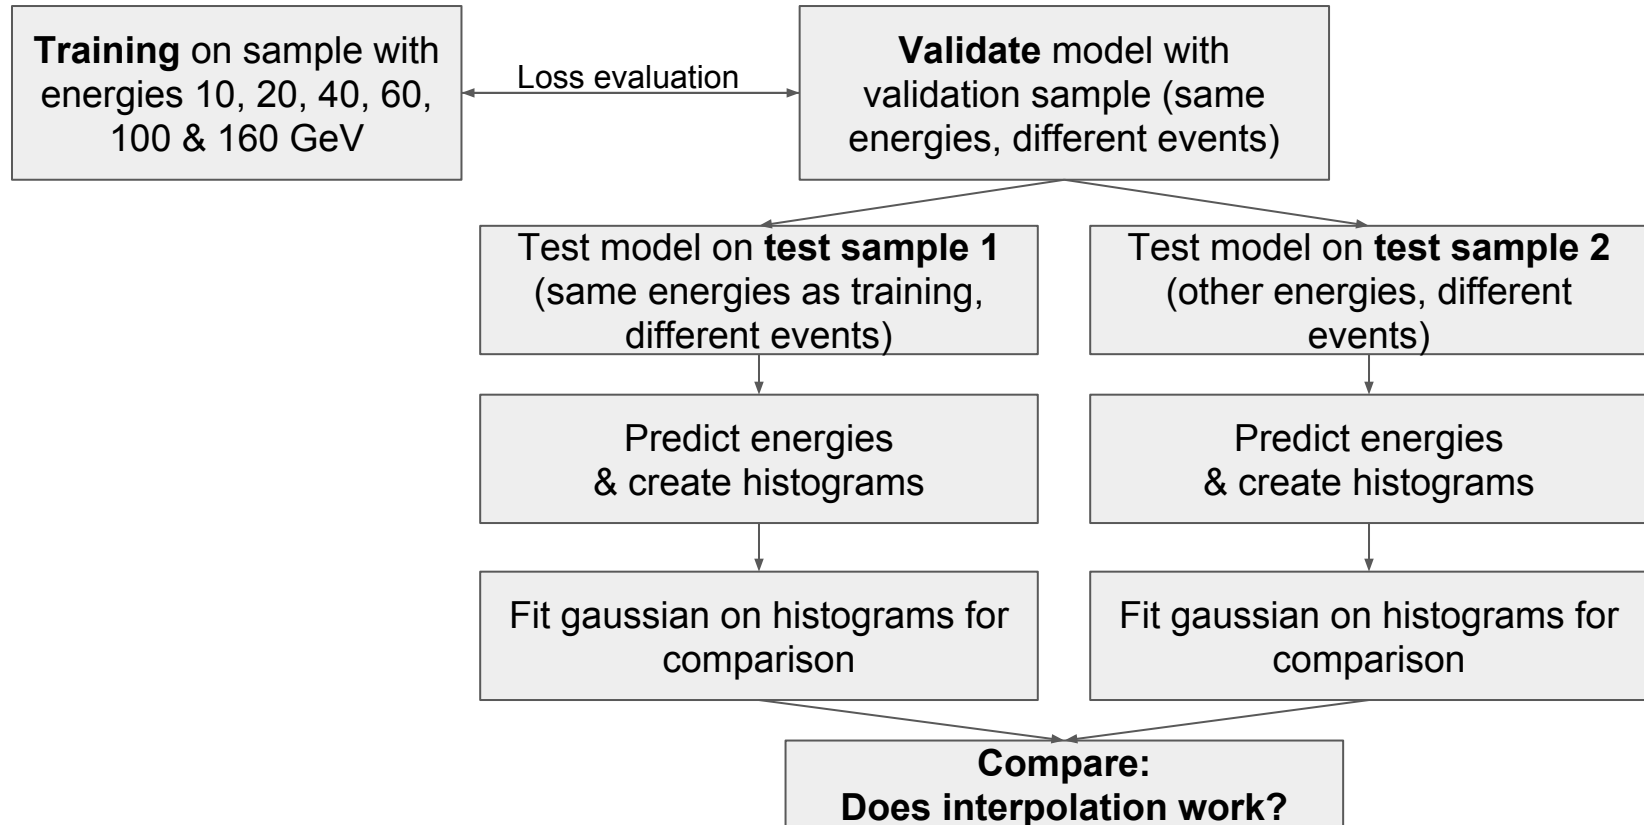 Training on sample with
energies 10, 20, 40, 60,
100 & 160 GeV
Loss evaluation
Validate model with
validation sample (same
energies, different events)
Test model on test sample 1
(same energies as training,
different events)
Test model on test sample 2
(other energies, different
events)
Predict energies
& create histograms
Predict energies
& create histograms
Fit gaussian on histograms for
comparison
Fit gaussian on histograms for
comparison
Compare:
Does interpolation work?